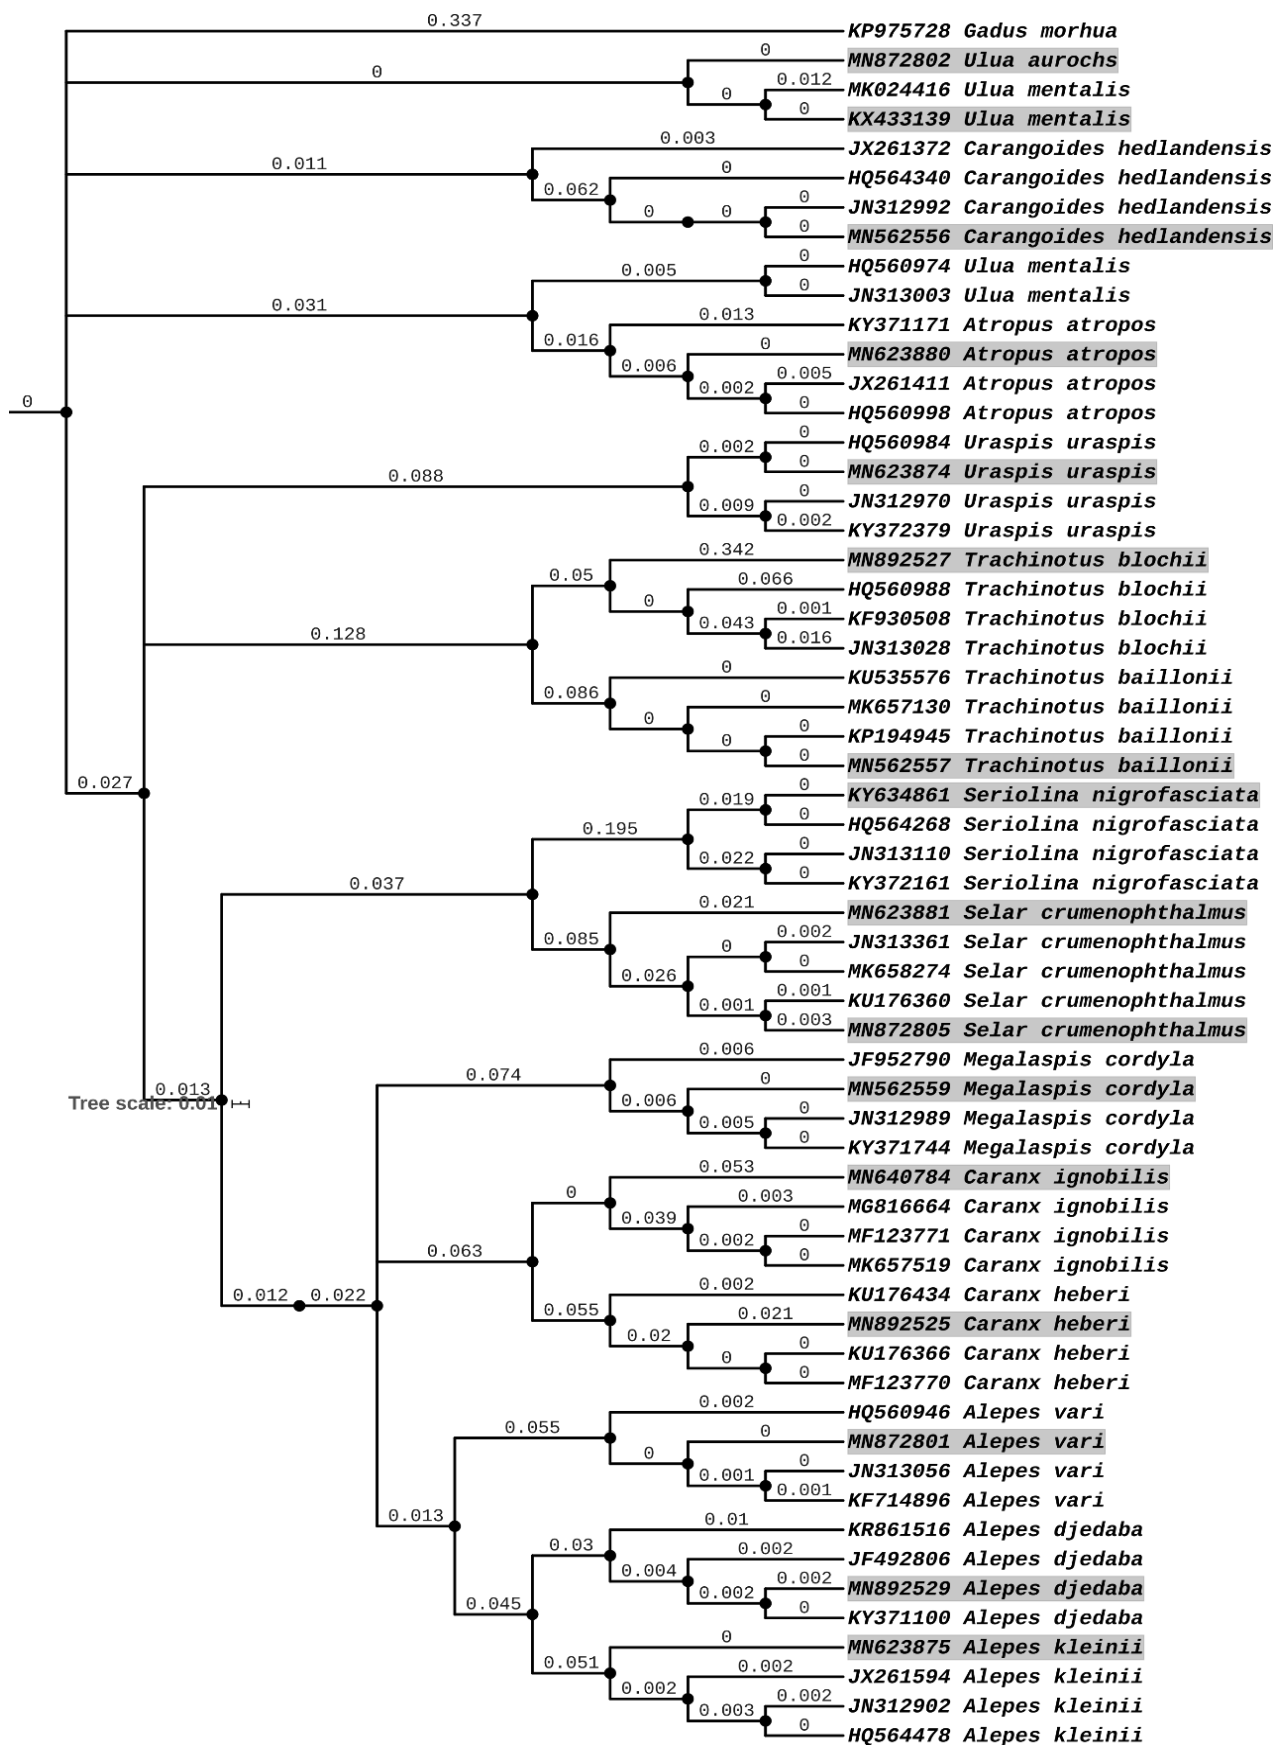 0.337
KP975728 Gadus morhua
0
MN872802 Ulua aurochs
0
0.012
MK024416 Ulua mentalis
0
0
KX433139 Ulua mentalis
0.003
JX261372 Carangoides hedlandensis
0.011
0
HQ564340 Carangoides hedlandensis
0.062
0
JN312992 Carangoides hedlandensis
0
0
0
MN562556 Carangoides hedlandensis
0
HQ560974 Ulua mentalis
0.005
0
JN313003 Ulua mentalis
0.031
0.013
KY371171 Atropus atropos
0.016
0
MN623880 Atropus atropos
0.006
0.005
JX261411 Atropus atropos
0.002
0
HQ560998 Atropus atropos
0
0
HQ560984 Uraspis uraspis
0.002
0
MN623874 Uraspis uraspis
0.088
0
JN312970 Uraspis uraspis
0.009
0.002
KY372379 Uraspis uraspis
0.342
MN892527 Trachinotus blochii
0.05
0.066
HQ560988 Trachinotus blochii
0
0.001
KF930508 Trachinotus blochii
0.043
0.016
JN313028 Trachinotus blochii
0.128
0
KU535576 Trachinotus baillonii
0.086
0
MK657130 Trachinotus baillonii
0
0
KP194945 Trachinotus baillonii
0
0
MN562557 Trachinotus baillonii
0.027
0
KY634861 Seriolina nigrofasciata
0.019
0
HQ564268 Seriolina nigrofasciata
0.195
0
JN313110 Seriolina nigrofasciata
0.022
0
KY372161 Seriolina nigrofasciata
0.037
0.021
MN623881 Selar crumenophthalmus
0.085
0.002
JN313361 Selar crumenophthalmus
0
0
MK658274 Selar crumenophthalmus
0.026
0.001
KU176360 Selar crumenophthalmus
0.001
0.003
MN872805 Selar crumenophthalmus
0.006
JF952790 Megalaspis cordyla
0.074
0
MN562559 Megalaspis cordyla
0.013
Tree scale: 0.01
0.006
0
JN312989 Megalaspis cordyla
0.005
0
KY371744 Megalaspis cordyla
0.053
MN640784 Caranx ignobilis
0
0.003
MG816664 Caranx ignobilis
0.039
0
MF123771 Caranx ignobilis
0.002
0
MK657519 Caranx ignobilis
0.063
0.002
KU176434 Caranx heberi
0.012
0.022
0.055
0.021
MN892525 Caranx heberi
0.02
0
KU176366 Caranx heberi
0
0
MF123770 Caranx heberi
0.002
HQ560946 Alepes vari
0.055
0
MN872801 Alepes vari
0
0
JN313056 Alepes vari
0.001
0.001
KF714896 Alepes vari
0.013
0.01
KR861516 Alepes djedaba
0.03
0.002
JF492806 Alepes djedaba
0.004
0.002
MN892529 Alepes djedaba
0.002
0
KY371100 Alepes djedaba
0.045
0
MN623875 Alepes kleinii
0.051
0.002
JX261594 Alepes kleinii
0.002
0.002
JN312902 Alepes kleinii
0.003
0
HQ564478 Alepes kleinii